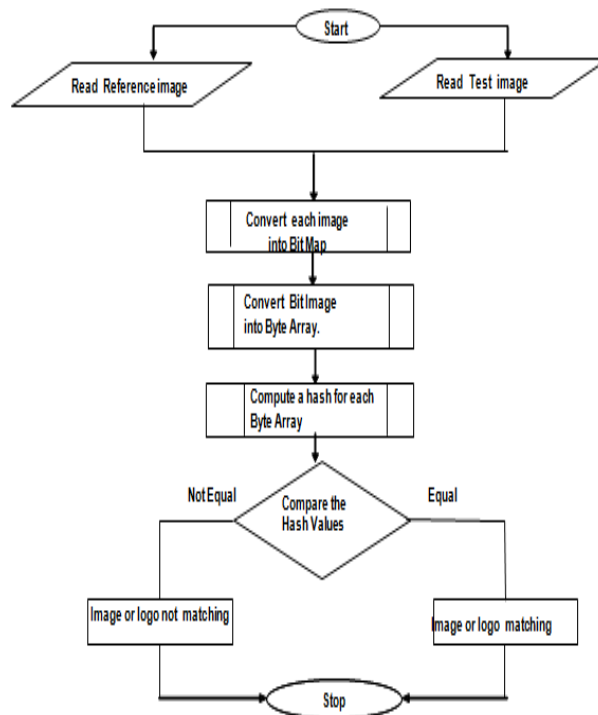 Start
Read Reference image
Read Test image
Convert each image
into Bit Map
Convert Bit Image
into Byte Array.
Compute a hash for each
Byte Array
Not Equal
Compare the
Hash Values
Equal
Image or logo not matching
Image or logo matching
Stop